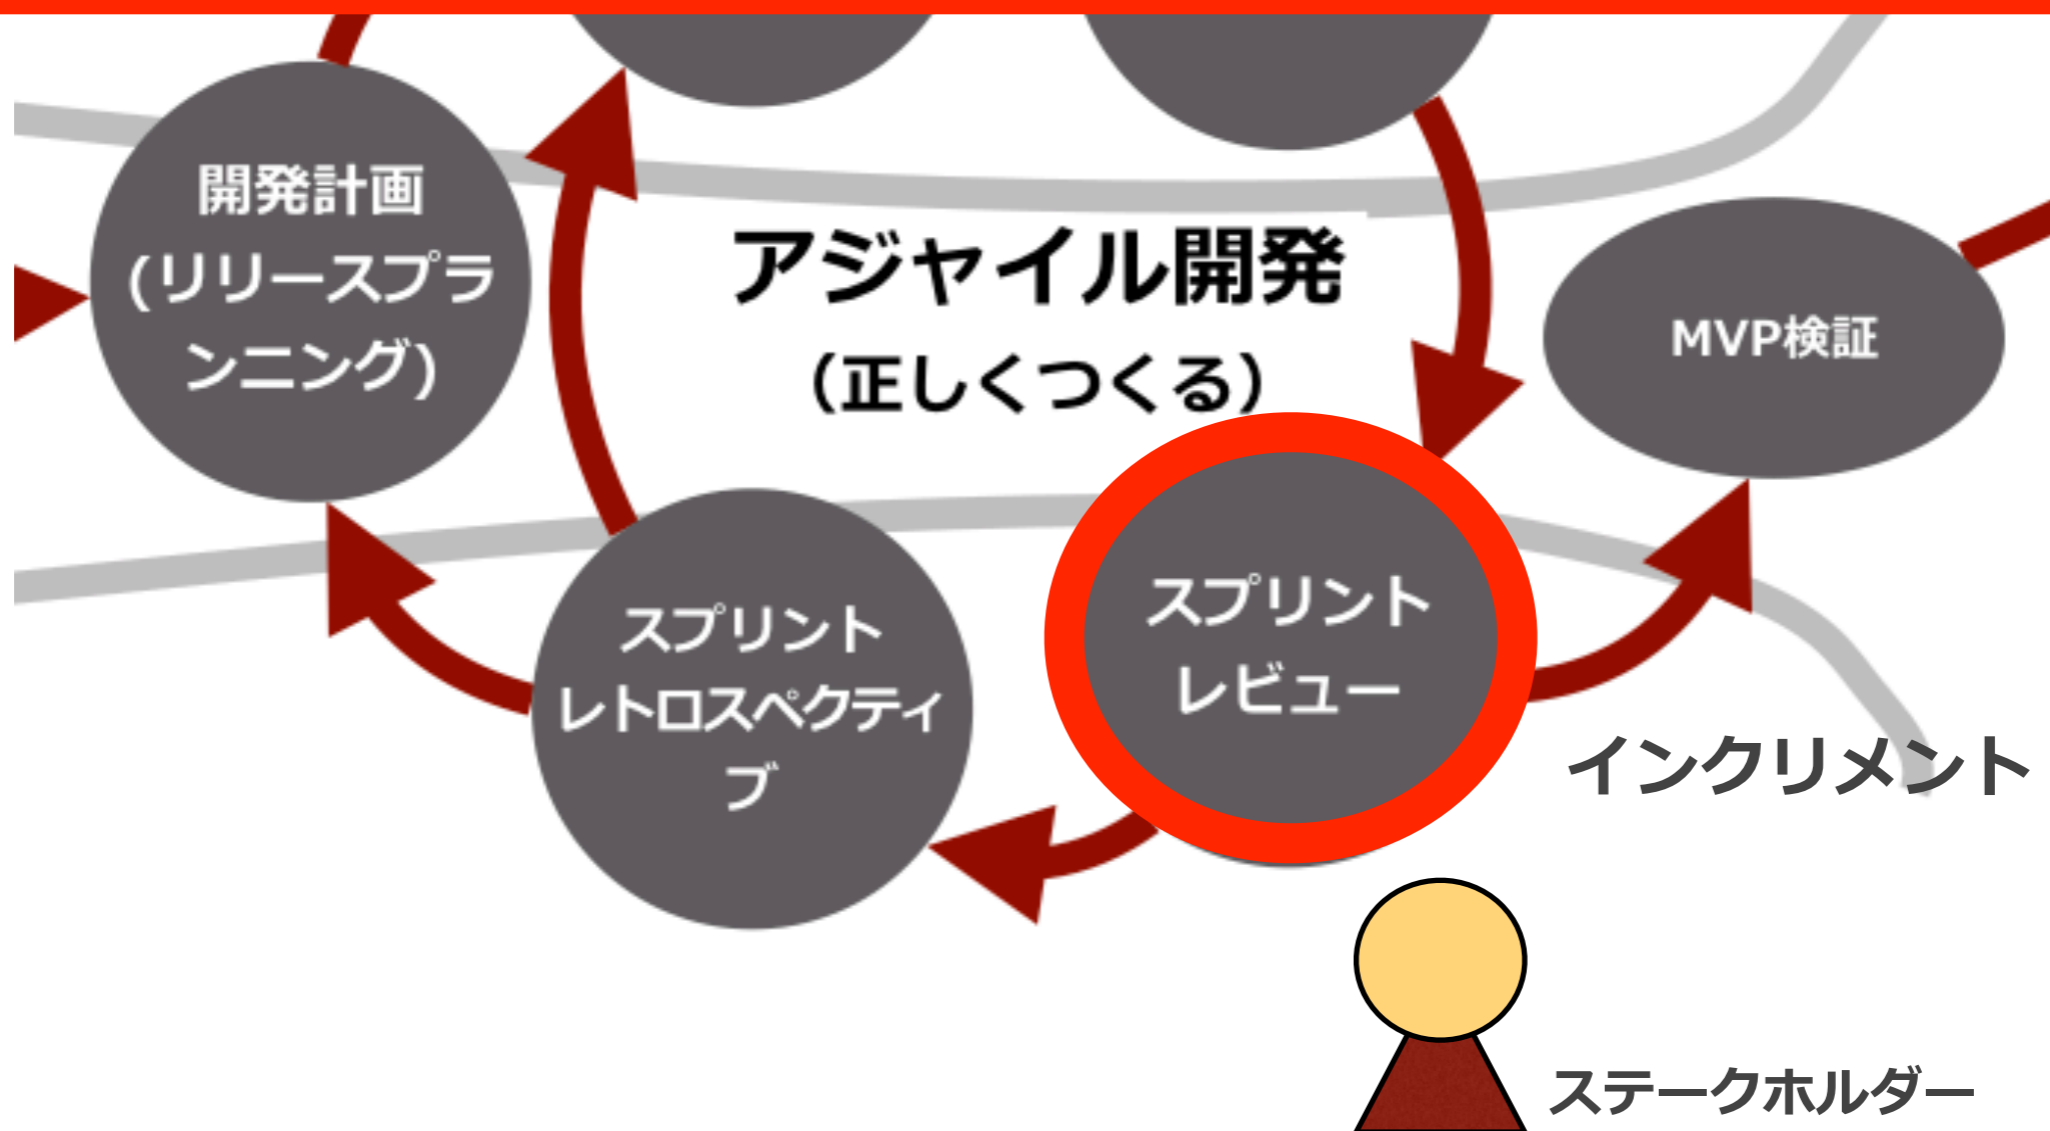 開発計画
(リリースプラ
ンニング)
アジャイル開発
（正しくつくる）
MVP検証
スプリント
レトロスペクティ
ブ
スプリント
レビュー
インクリメント
ステークホルダー